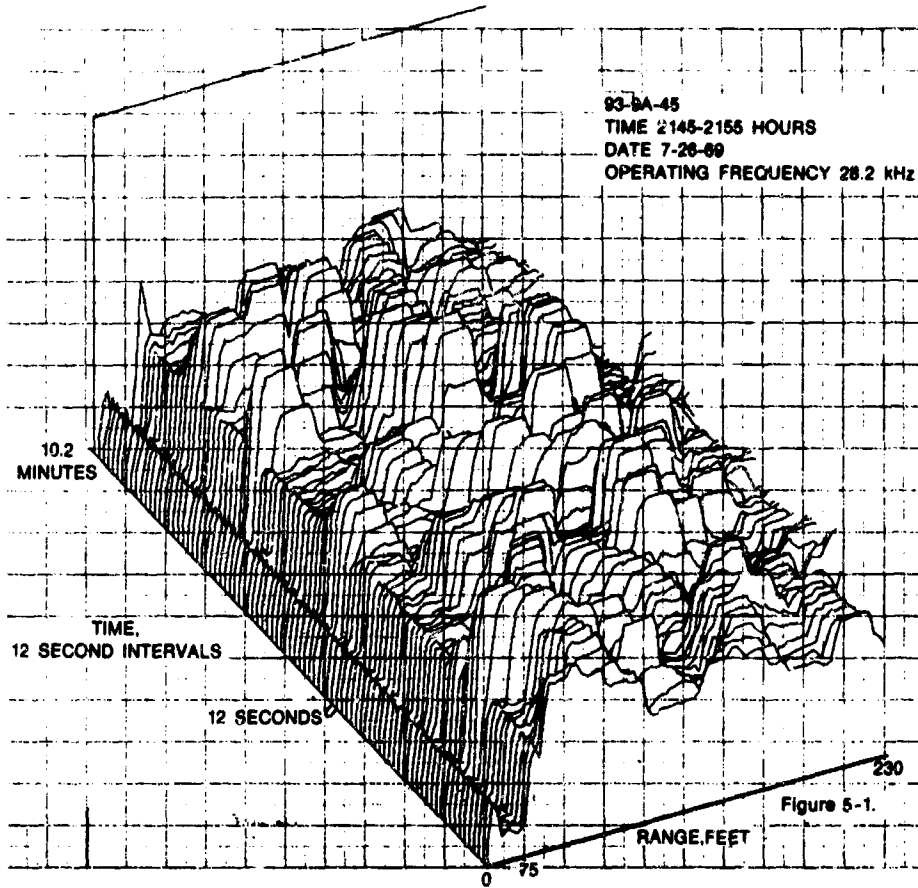 93-9A-45
TIME 2145-2155 HOURS
DATE 7-26-69
OPERATING FREQUENCY 28.2 kHz
10.2
MINUTES
TIME,
12 SECOND INTERVALS
12 SECONDS
230
Figure 5-1.
RANGE,FEET
75
0